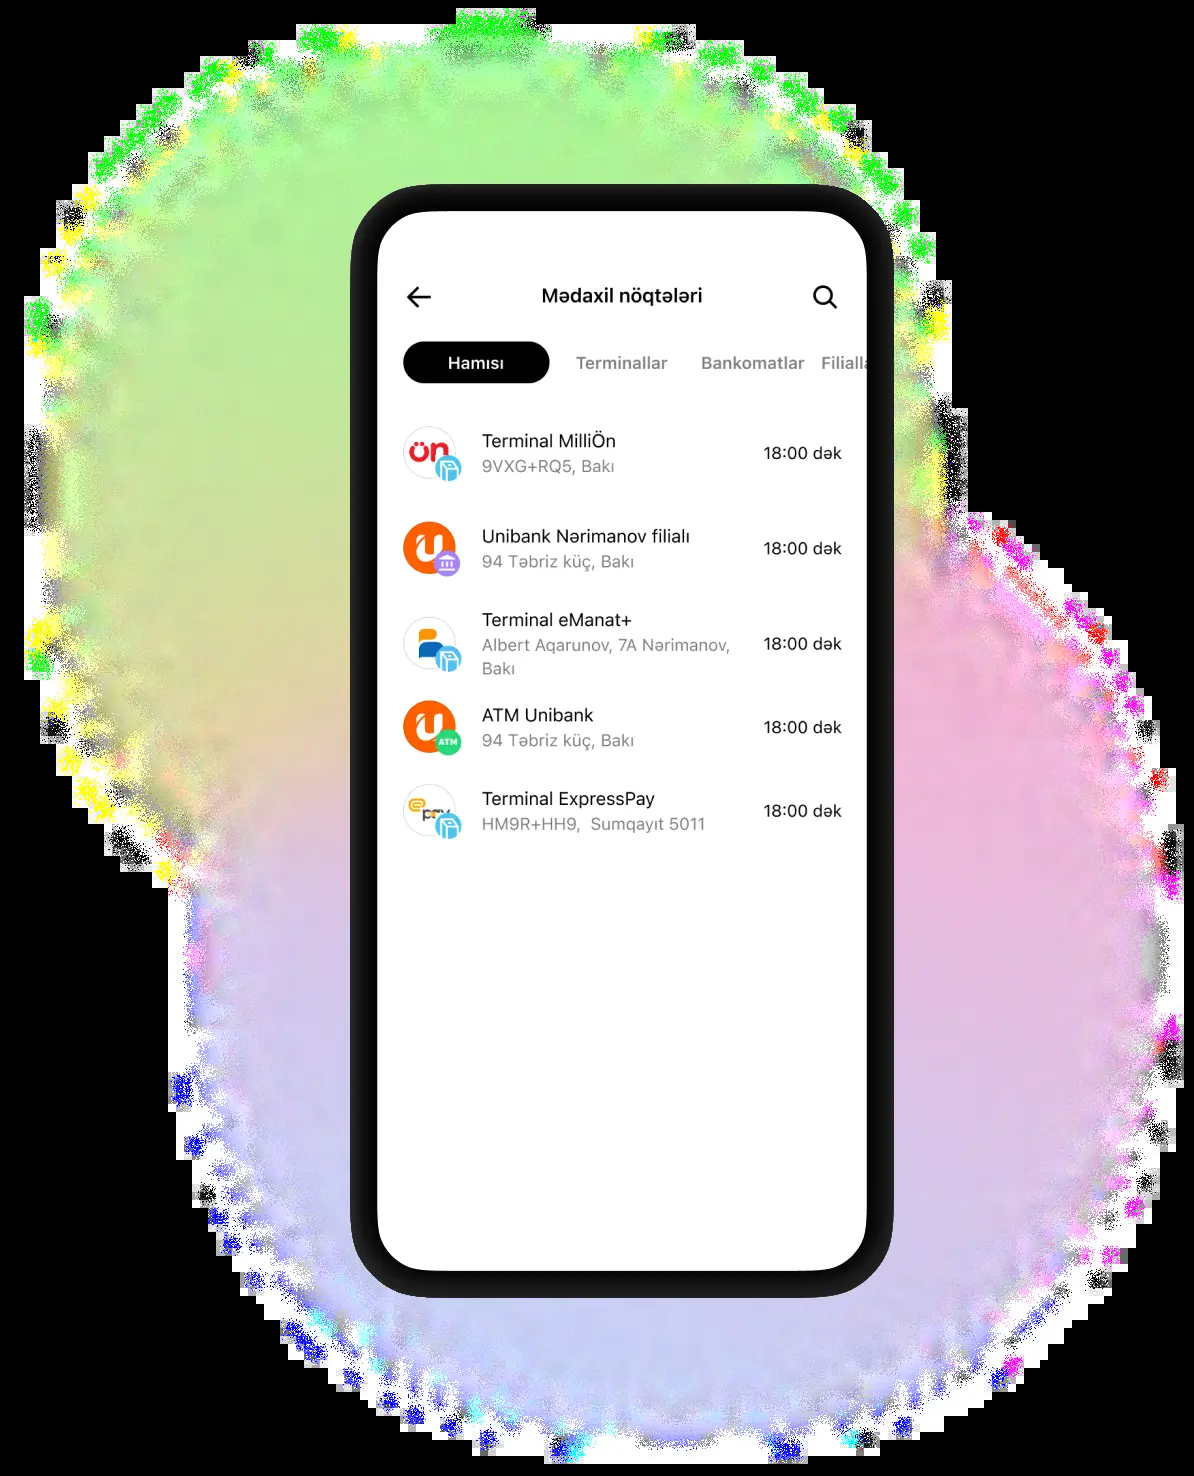 Mədaxil nöqtələri
Hamısı Terminallar Bankomatlar Filialla
ön
Terminal MilliÖn
9VXG+RQ5, Bakı
18:00 dək
Unibank Nərimanov filialı
94 Təbriz küç, Bakı
18:00 dək
Terminal eManat+
Albert Aqarunov, 7A Nərimanov,
Bakı
18:00 dək
ATM
ATM Unibank
94 Təbriz küç, Bakı
18:00 dək
pay
Terminal ExpressPay
HM9R+HH9, Sumqayıt 5011
18:00 dək